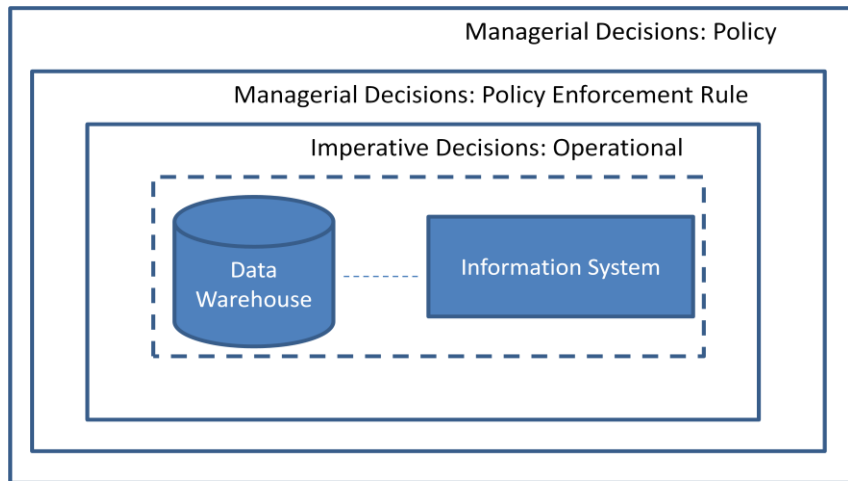 Managerial Decisions: Policy
Managerial Decisions: Policy Enforcement Rule
Imperative Decisions: Operational
Data
Warehouse
Information System